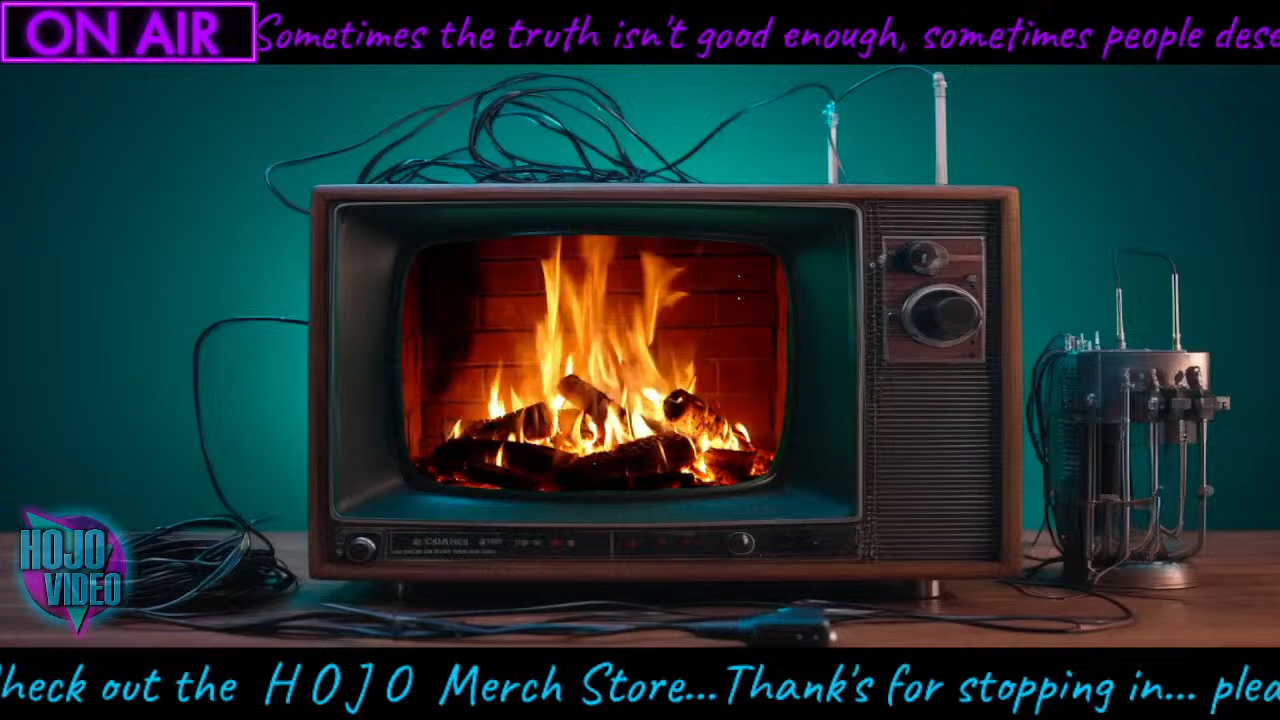 ON AIR
Sometimes the truth isn't good enough, sometimes people dese
HOJO
VIDEO
heck out the H O J O Merch Store... Thank's for stopping in... plea